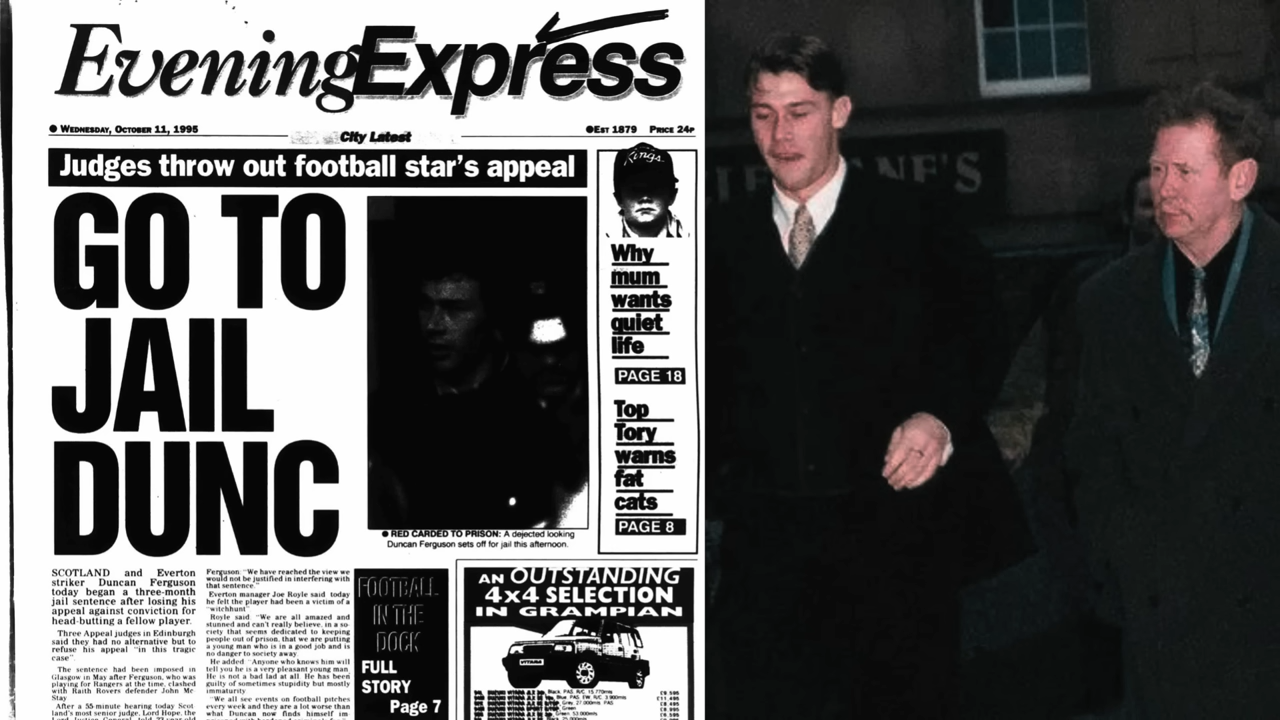 Evening Express
● WEDNESDAY, OCTOBER 11, 1995
City Latest
●EST 1879 PRICE 24P
Judges throw out football star's appeal
GO TO
JAIL
DUNC
● RED CARDED TO PRISON: A dejected looking
Duncan Ferguson sets off for jail this afternoon.
Kings
Why
mum
wants
quiet
life
PAGE 18
Top
Tory
warns
fat
cats
PAGE 8
SCOTLAND and Everton
striker Duncan Ferguson
today began a three-month
jail sentence after losing his
appeal against conviction for
head-butting a fellow player.
Three Appeal judges in Edinburgh
said they had no alternative but to
refuse his appeal "in this tragic
case".
The sentence had been imposed in
Glasgow in May after Ferguson, who was
playing for Rangers at the time, clashed
with Raith Rovers defender John Mc
Stay.
After a 55-minute hearing today Scot
land's most senior judge, Lord Hope, the
Lord Justice General, told 23-year-old
Ferguson: "We have reached the view we
would not be justified in interfering with
that sentence."
Everton manager Joe Royle said today
he felt the player had been a victim of a
"witchhunt"
Royle said: "We are all amazed and
stunned and can't really believe, in a so-
ciety that seems dedicated to keeping
people out of prison, that we are putting
a young man who is in a good job and is
no danger to society away
He added: "Anyone who knows him will
tell you he is a very pleasant young man
He is not a bad lad at all. He has been
guilty of sometimes stupidity but mostly
immaturity.
"We all see events on football pitches
every week and they are a lot worse than
what Duncan now finds himself im-
FOOTBALL
IN THE
DOCK
FULL
STORY
Page 7
AN OUTSTANDING
4x4 SELECTION
IN GRAMPIAN
VITARA
NE'S